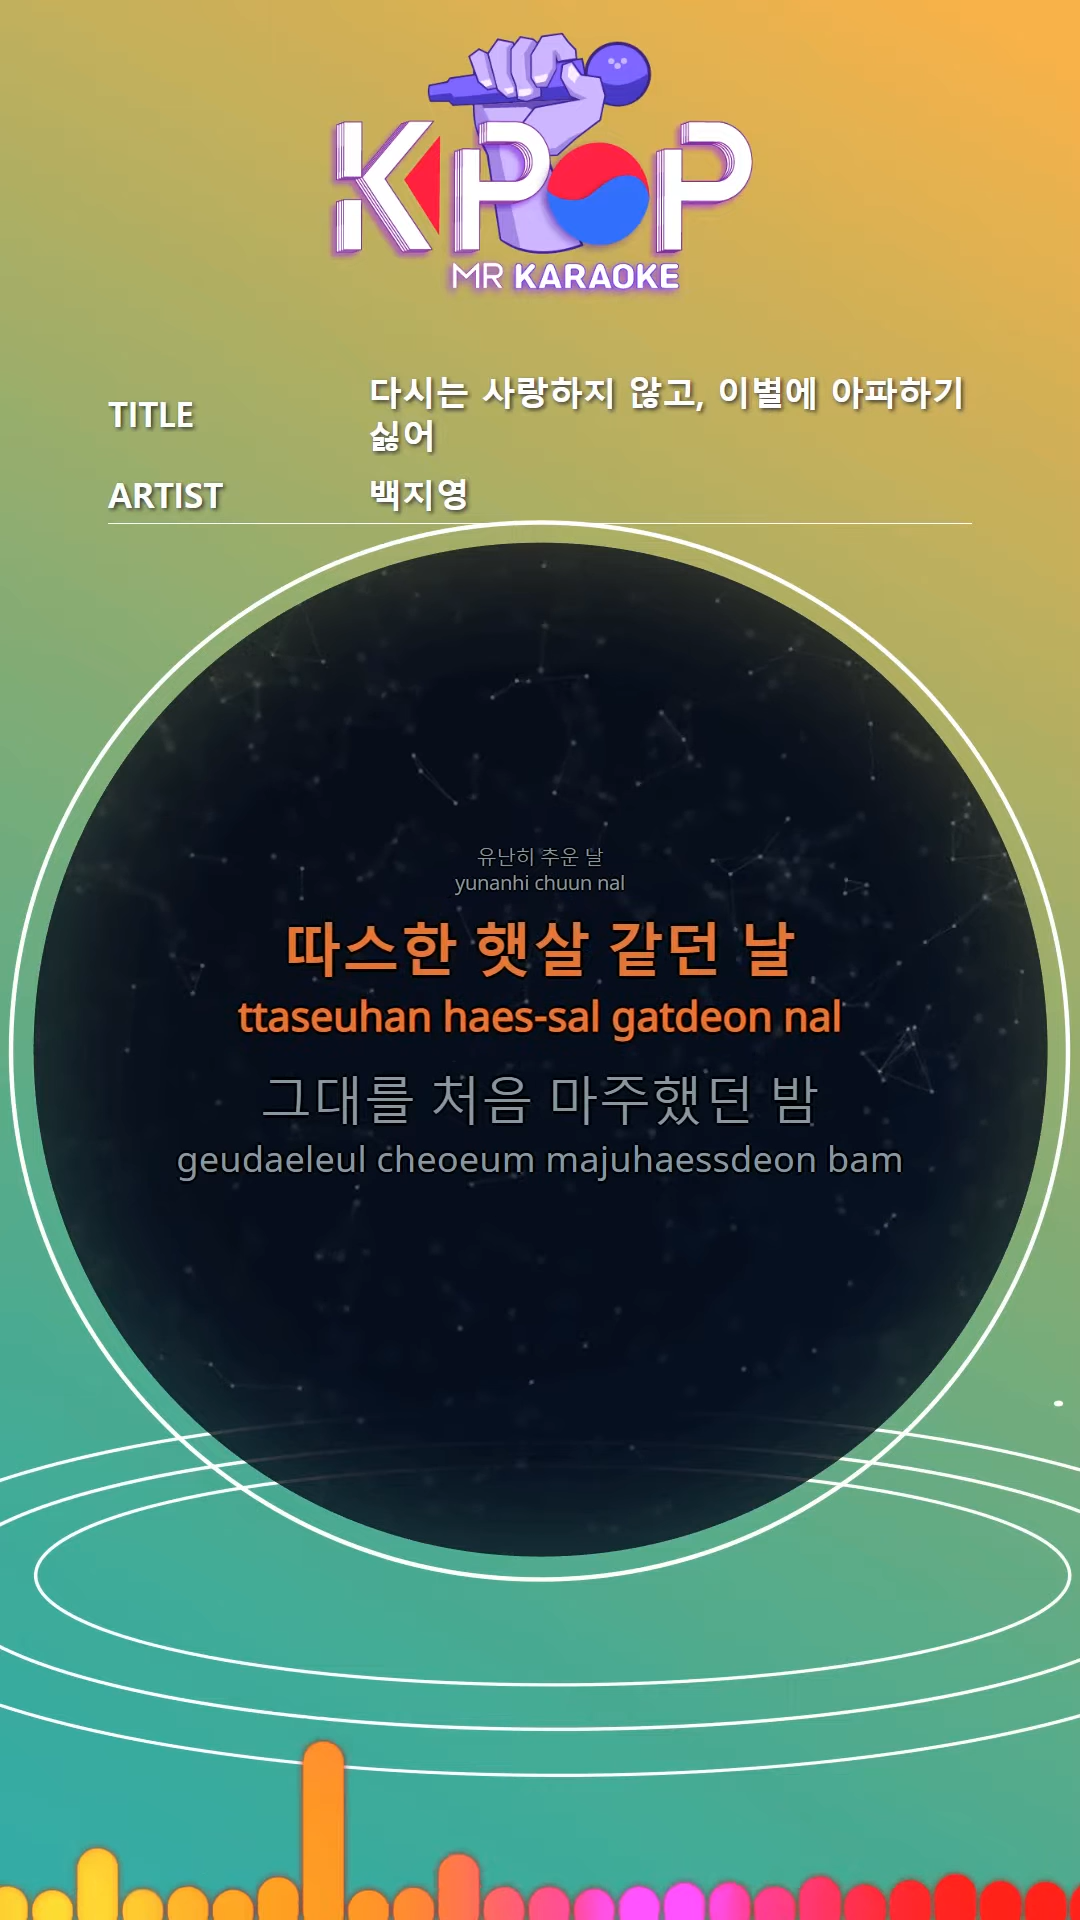 KPOP
MR KARAOKE
TITLE 다시는 사랑하지 않고, 이별에 아파하기
싫어
ARTIST 백지영
유난히 추운 날
yunanhi chuun nal
따스한 햇살 같던 날
ttaseuhan haes-sal gatdeon nal
그대를 처음 마주했던 밤
geudaeleul cheoeum majuhaessdeon bam